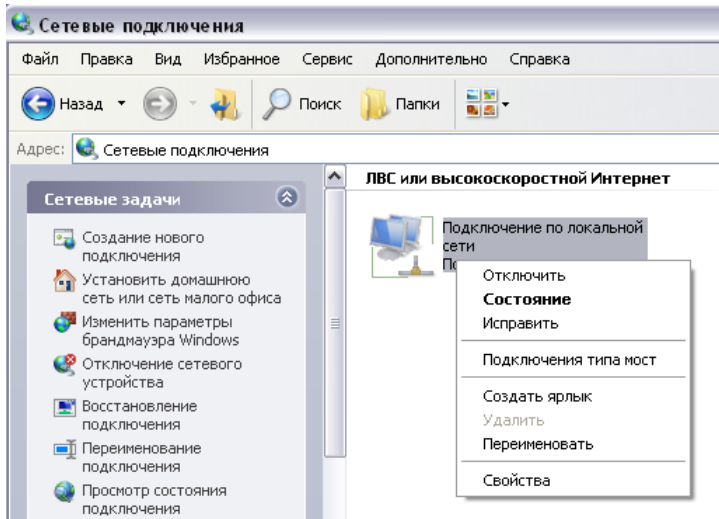 Сетевые подключения
Файл Правка Вид Избранное Сервис Дополнительно Справка
Назад Поиск Папки
Адрес: Сетевые подключения
Сетевые задачи
Создание нового
подключения
Установить домашнюю
сеть или сеть малого офиса
Изменить параметры
брандмауэра Windows
Отключение сетевого
устройства
Восстановление
подключения
Переименование
подключения
Просмотр состояния
подключения
ЛВС или высокоскоростной Интернет
Подключение по локальной
сети
Отключить
Состояние
Исправить
Подключения типа мост
Создать ярлык
Удалить
Переименовать
Свойства